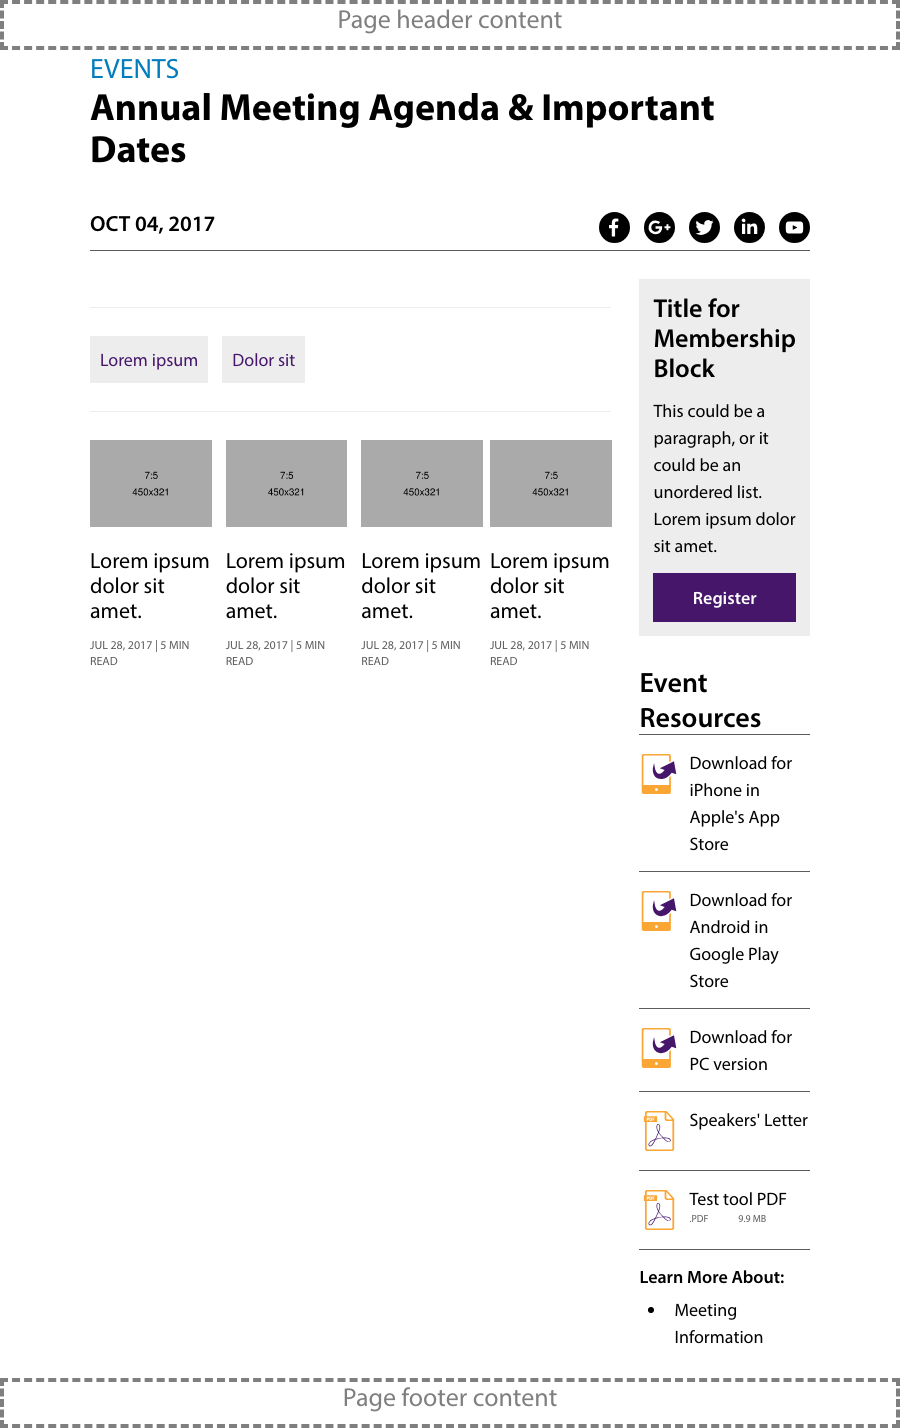 Page header content
EVENTS
Annual Meeting Agenda & Important
Dates
OCT 04, 2017
Lorem ipsum
Dolor sit
7:5
450x321
Lorem ipsum
dolor sit
amet.
JUL 28, 2017 | 5 MIN
READ
7:5
450x321
Lorem ipsum
dolor sit
amet.
JUL 28, 2017 | 5 MIN
READ
7:5
450x321
Lorem ipsum
dolor sit
amet.
JUL 28, 2017 | 5 MIN
READ
7:5
450x321
Lorem ipsum
dolor sit
amet.
JUL 28, 2017 | 5 MIN
READ
Title for
Membership
Block
This could be a
paragraph, or it
could be an
unordered list.
Lorem ipsum dolor
sit amet.
Register
Event
Resources
Download for
iPhone in
Apple's App
Store
Download for
Android in
Google Play
Store
Download for
PC version
PDF
Speakers' Letter
PDF
Test tool PDF
.PDF 9.9 MB
Learn More About:
• Meeting
Information
Page footer content